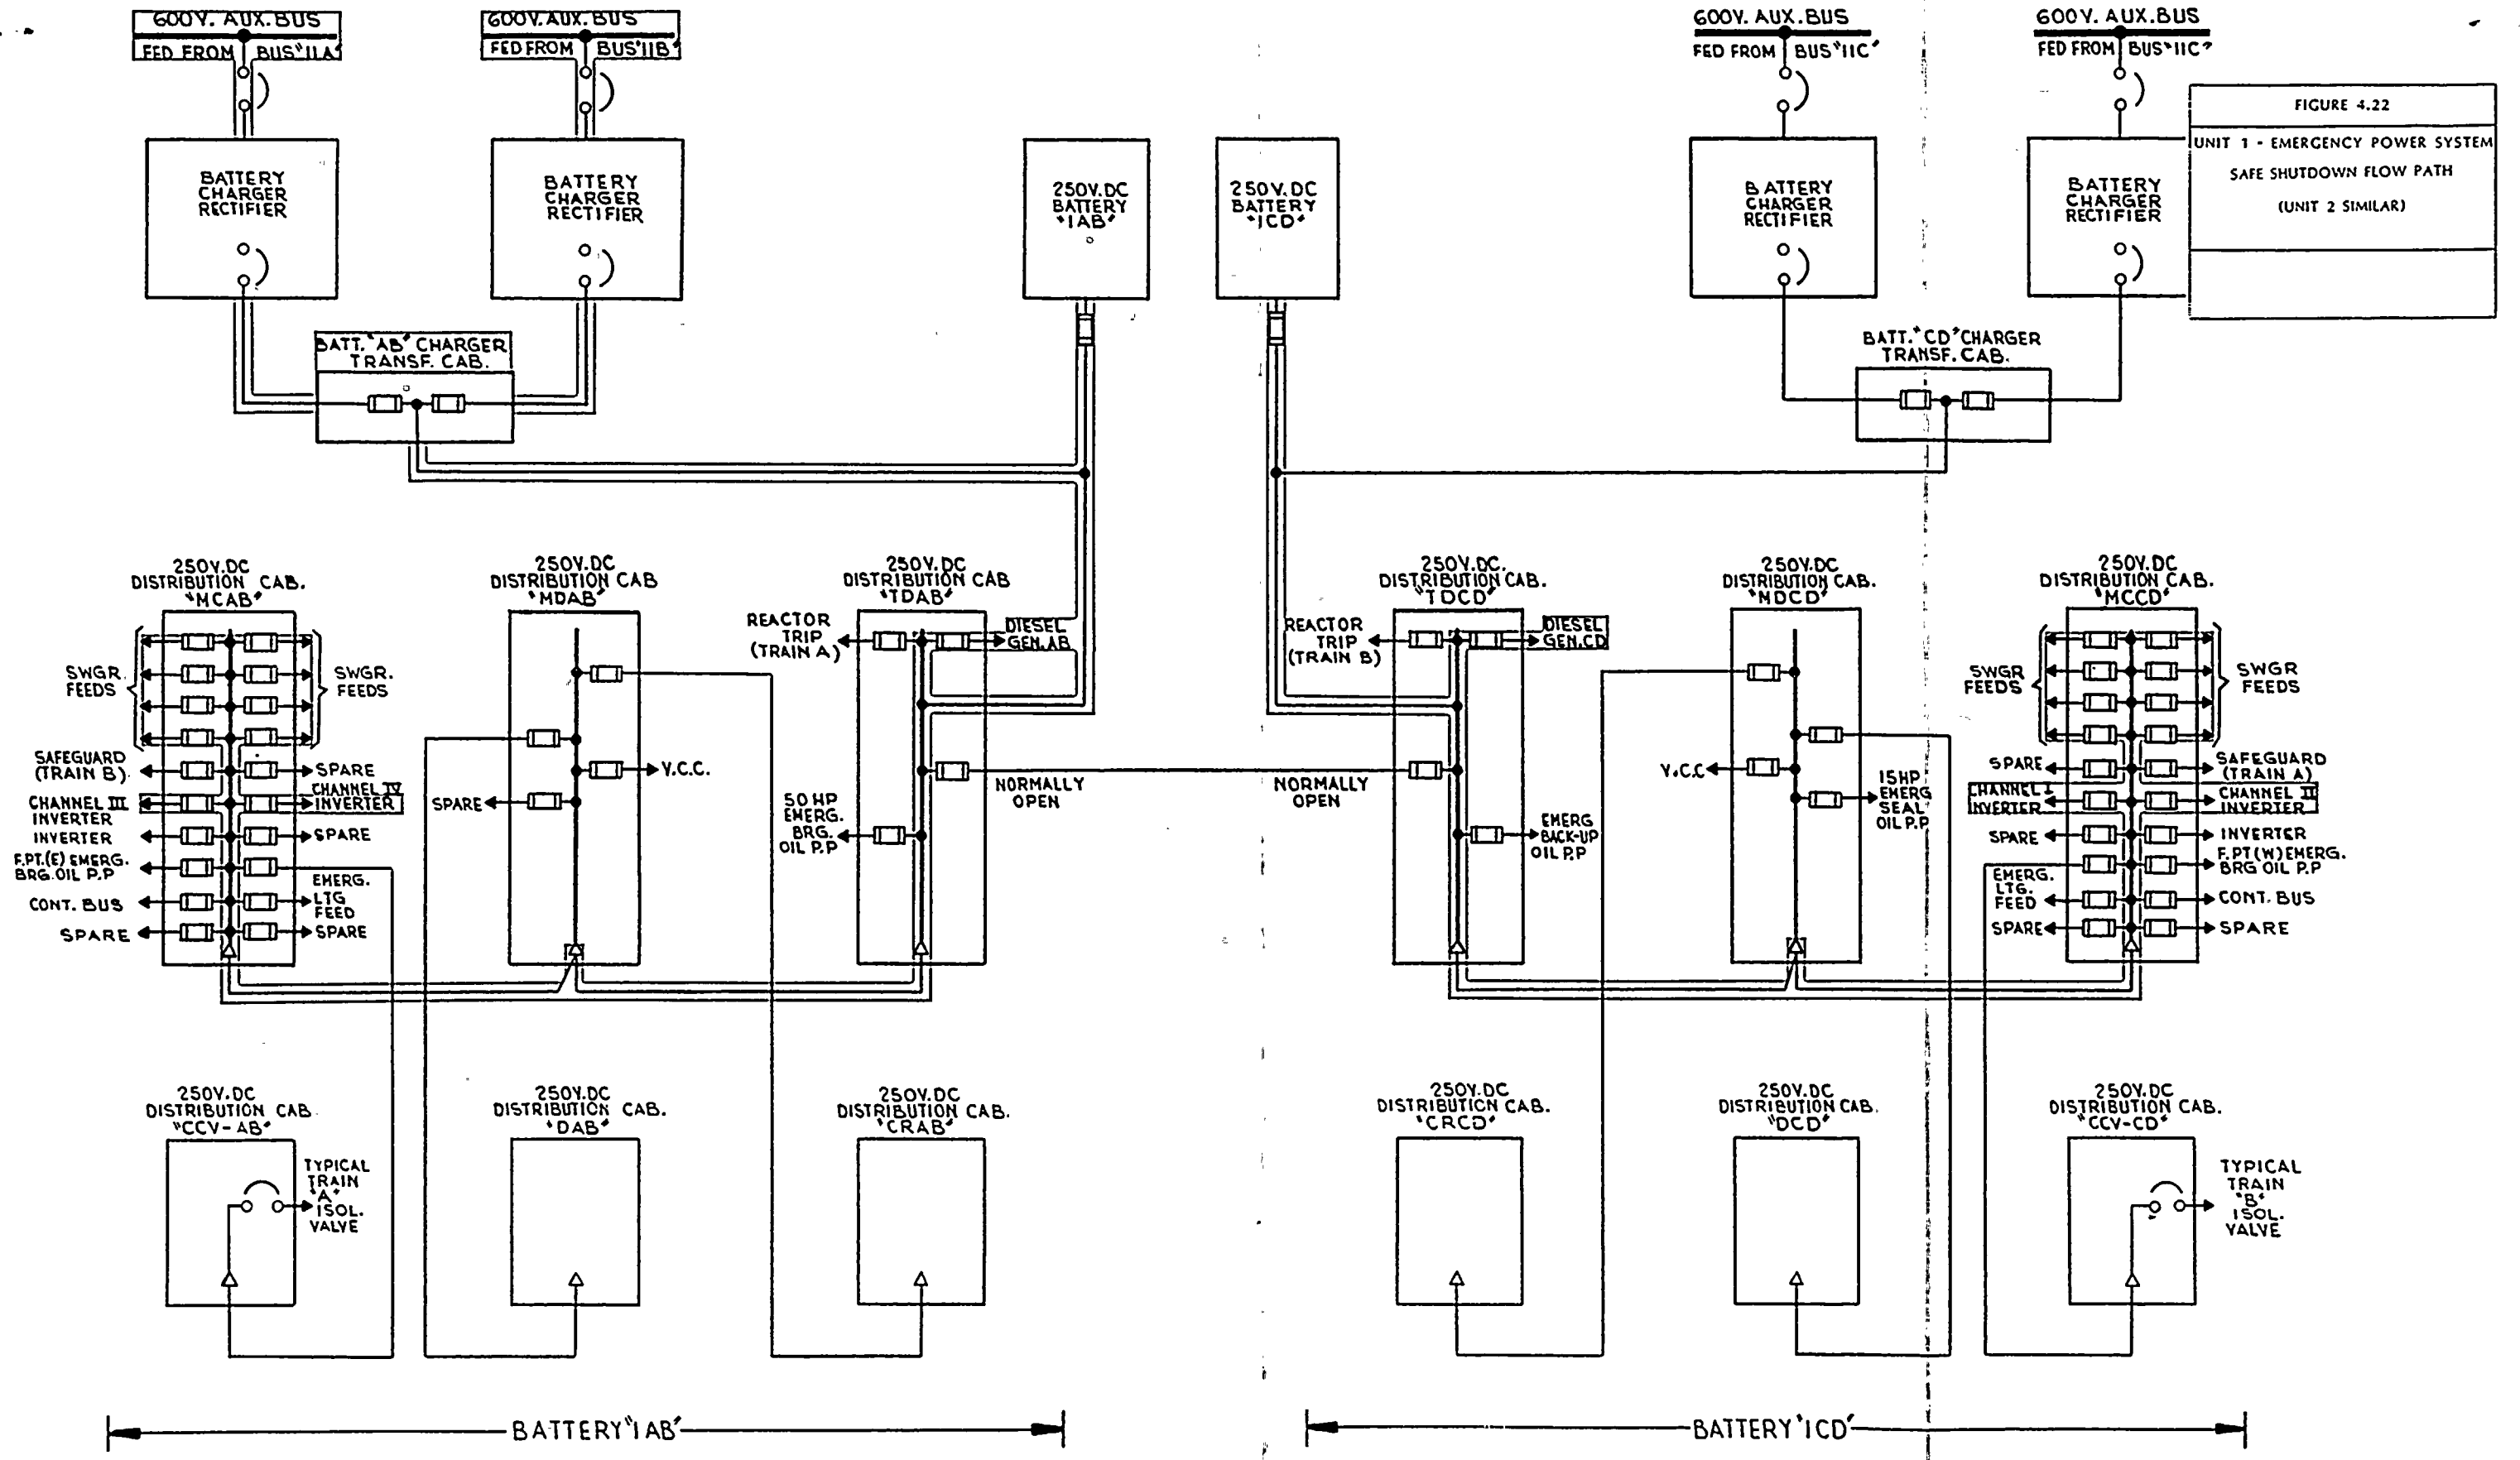 600V. AUX.BUS
FED FROM BUS "11A"
600V. AUX.BUS
FED FROM BUS "11B"
600V. AUX.BUS
FED FROM BUS "11C"
600V. AUX.BUS
FED FROM BUS "11C"
FIGURE 4.22
UNIT 1 - EMERGENCY POWER SYSTEM
SAFE SHUTDOWN FLOW PATH
(UNIT 2 SIMILAR)
BATTERY
CHARGER
RECTIFIER
BATTERY
CHARGER
RECTIFIER
250V.DC
BATTERY
"1AB"
250V.DC
BATTERY
"1CD"
BATTERY
CHARGER
RECTIFIER
BATTERY
CHARGER
RECTIFIER
BATT. "AB" CHARGER
TRANSF. CAB.
BATT. "CD" CHARGER
TRANSF. CAB.
250V.DC
DISTRIBUTION CAB.
"MCAB"
SWGR.
FEEDS
SWGR.
FEEDS
SAFEGUARD
(TRAIN B)
SPARE
CHANNEL III
INVERTER
CHANNEL IV
INVERTER
INVERTER
SPARE
F.PT.(E) EMERG.
BRG. OIL P.P
CONT. BUS
EMERG.
LTG
FEED
SPARE
SPARE
250V.DC
DISTRIBUTION CAB
"MDAB"
V.C.C.
SPARE
250V.DC
DISTRIBUTION CAB
"TDAB"
REACTOR
TRIP
(TRAIN A)
DIESEL
GEN. AB
NORMALLY
OPEN
50 HP
EMERG.
BRG.
OIL P.P
250V.DC.
DISTRIBUTION CAB.
"TDCD"
REACTOR
TRIP
(TRAIN B)
DIESEL
GEN. CD
NORMALLY
OPEN
EMERG
BACK-UP
OIL P.P
250V.DC
DISTRIBUTION CAB.
"MDCD"
V.C.C
15HP
EMERG
SEAL
OIL P.P
250V.DC
DISTRIBUTION CAB.
"MCCD"
SWGR
FEEDS
SWGR
FEEDS
SPARE
SAFEGUARD
(TRAIN A)
CHANNEL I
INVERTER
CHANNEL II
INVERTER
SPARE
INVERTER
F.PT(W) EMERG.
BRG OIL P.P
EMERG.
LTG.
FEED
CONT. BUS
SPARE
SPARE
250V.DC
DISTRIBUTION CAB.
"CCV-AB"
TYPICAL
TRAIN
"A"
ISOL.
VALVE
250V.DC
DISTRIBUTION CAB.
"DAB"
250V.DC
DISTRIBUTION CAB.
"CRAB"
250V.DC
DISTRIBUTION CAB.
"CRCD"
250V.DC
DISTRIBUTION CAB.
"DCD"
250V.DC
DISTRIBUTION CAB.
"CCV-CD"
TYPICAL
TRAIN
"B"
ISOL.
VALVE
BATTERY "1AB"
BATTERY "1CD"